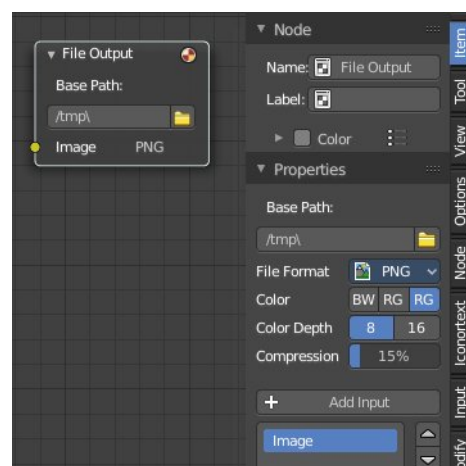 File Output
Base Path:
/tmp\
Image PNG
Node
Name: File Output
Label:
Color
Properties
Base Path:
/tmp\
File Format PNG
Color BW RG RG
Color Depth 8 16
Compression 15%
Add Input
Image
Item
Tool
View
Options
Node
Iconortext
Input